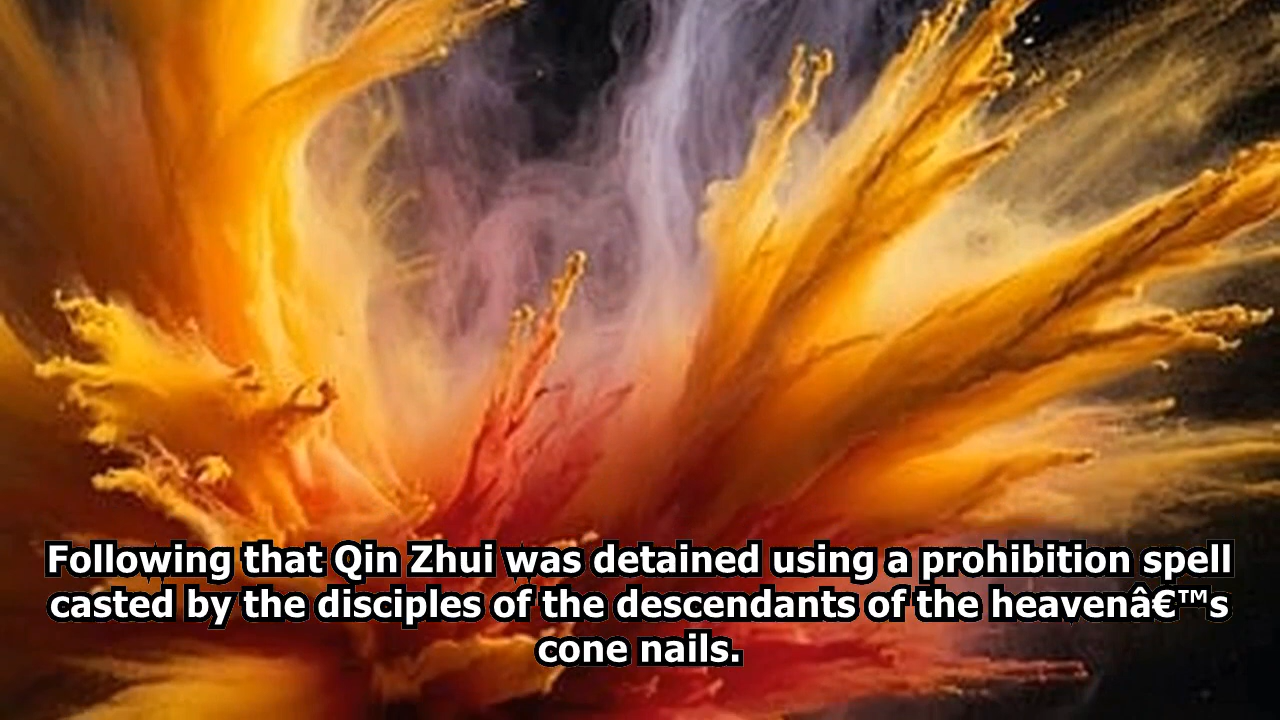 Following that Qin Zhui was detained using a prohibition spell
casted by the disciples of the descendants of the heavenâ€™s
cone nails.